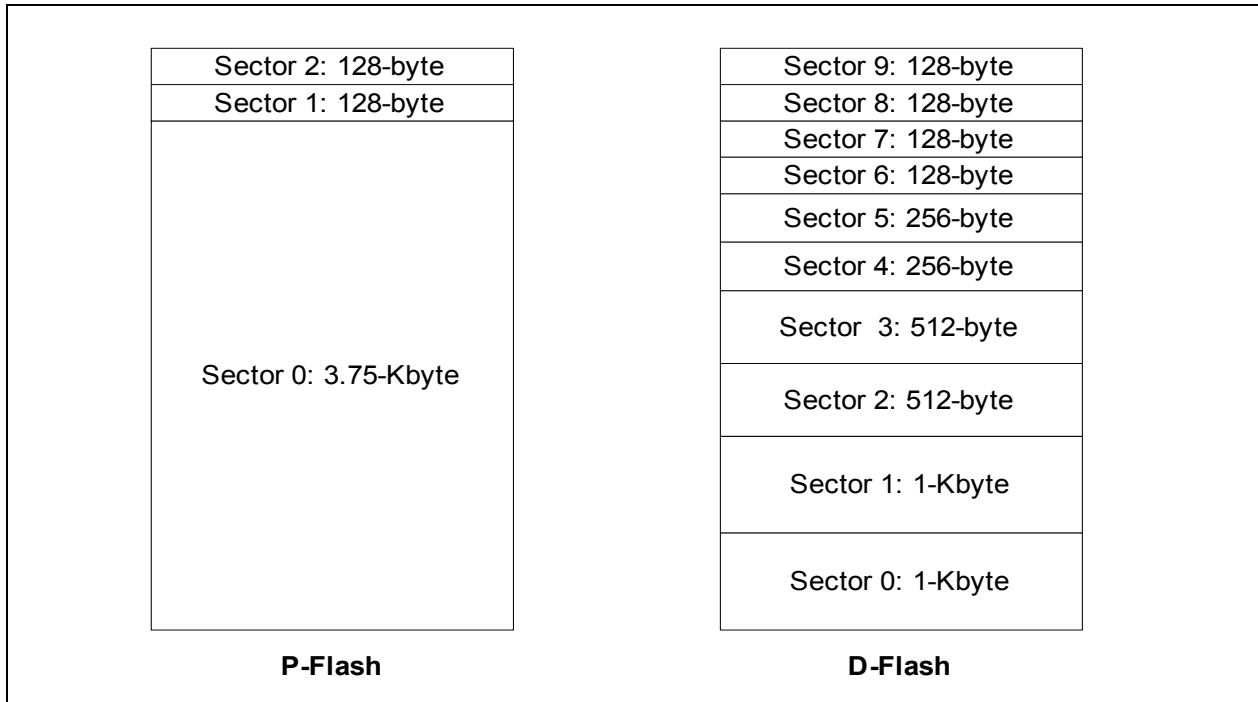 Sector 2: 128-byte
Sector 1: 128-byte
Sector 0: 3.75-Kbyte
P-Flash
Sector 9: 128-byte
Sector 8: 128-byte
Sector 7: 128-byte
Sector 6: 128-byte
Sector 5: 256-byte
Sector 4: 256-byte
Sector 3: 512-byte
Sector 2: 512-byte
Sector 1: 1-Kbyte
Sector 0: 1-Kbyte
D-Flash